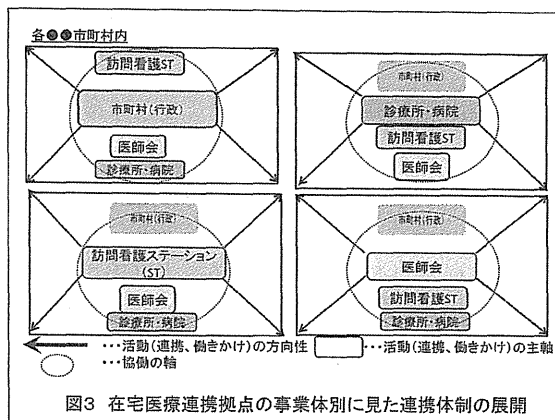 各●●市町村内
訪問看護ST
市町村(行政)
医師会
診療所・病院
市町村(行政)
診療所・病院
訪問看護ST
医師会
市町村(行政)
訪問看護ステーション
(ST)
医師会
診療所・病院
市町村(行政)
医師会
訪問看護ST
診療所・病院
･･･活動(連携、働きかけ)の方向性
･･･活動(連携、働きかけ)の主軸
･･･協働の輪
図3 在宅医療連携拠点の事業体別に見た連携体制の展開